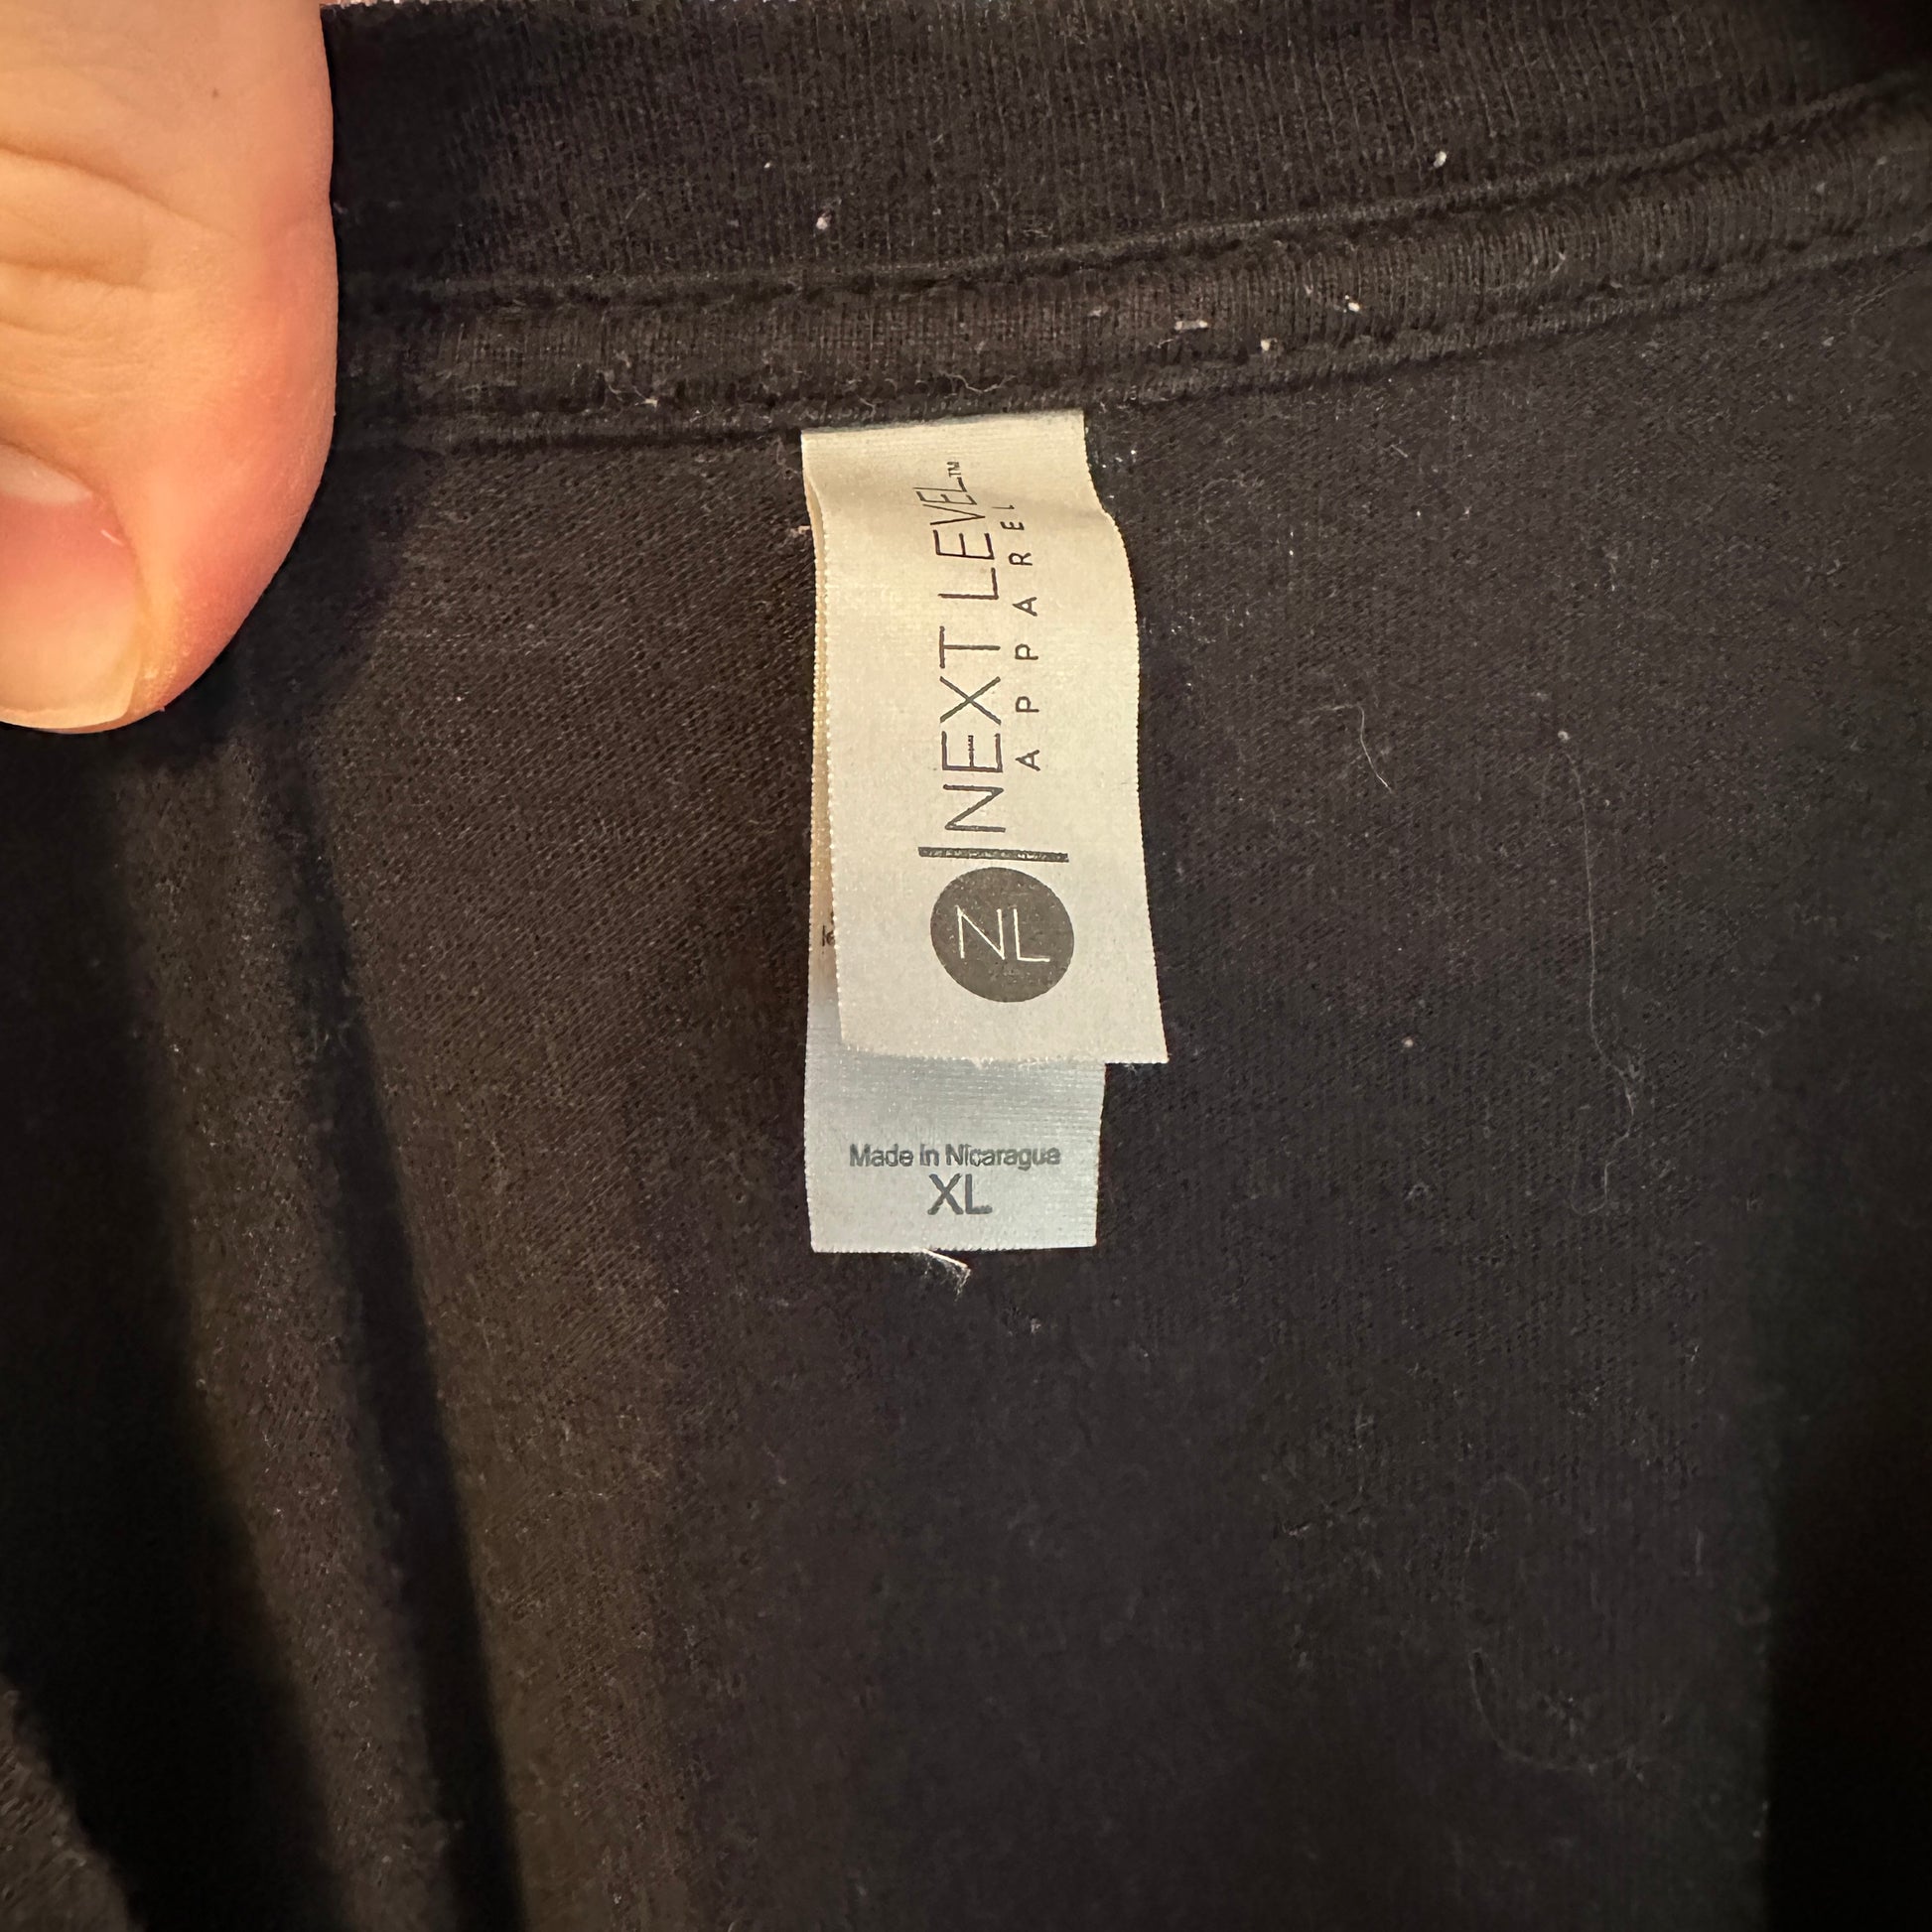 NEXT LEVEL™
APPAREL
NL
Made in Nicaragua
XL